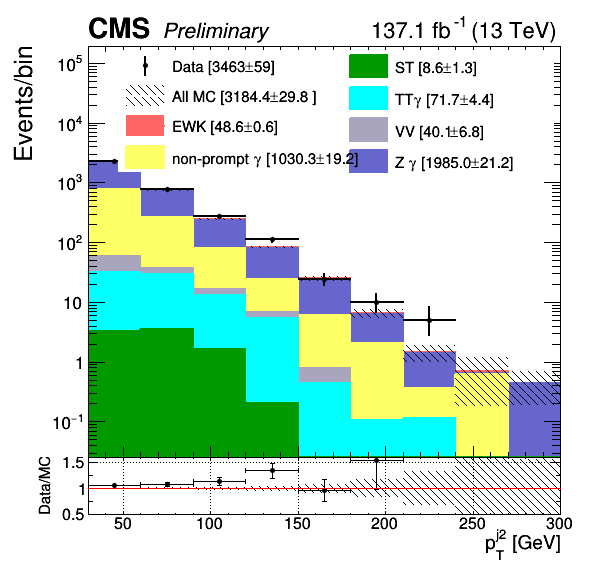 CMS Preliminary 137.1 fb⁻¹ (13 TeV)
Events/bin
10⁵
10⁴
10³
10²
10
1
10⁻¹
Data [3463±59]
All MC [3184.4±29.8 ]
EWK [48.6±0.6]
non-prompt γ [1030.3±19.2]
ST [8.6±1.3]
TTγ [71.7±4.4]
VV [40.1±6.8]
Z γ [1985.0±21.2]
Data/MC
1.5
1
0.5
50 100 150 200 250 300
p_T^{j2} [GeV]